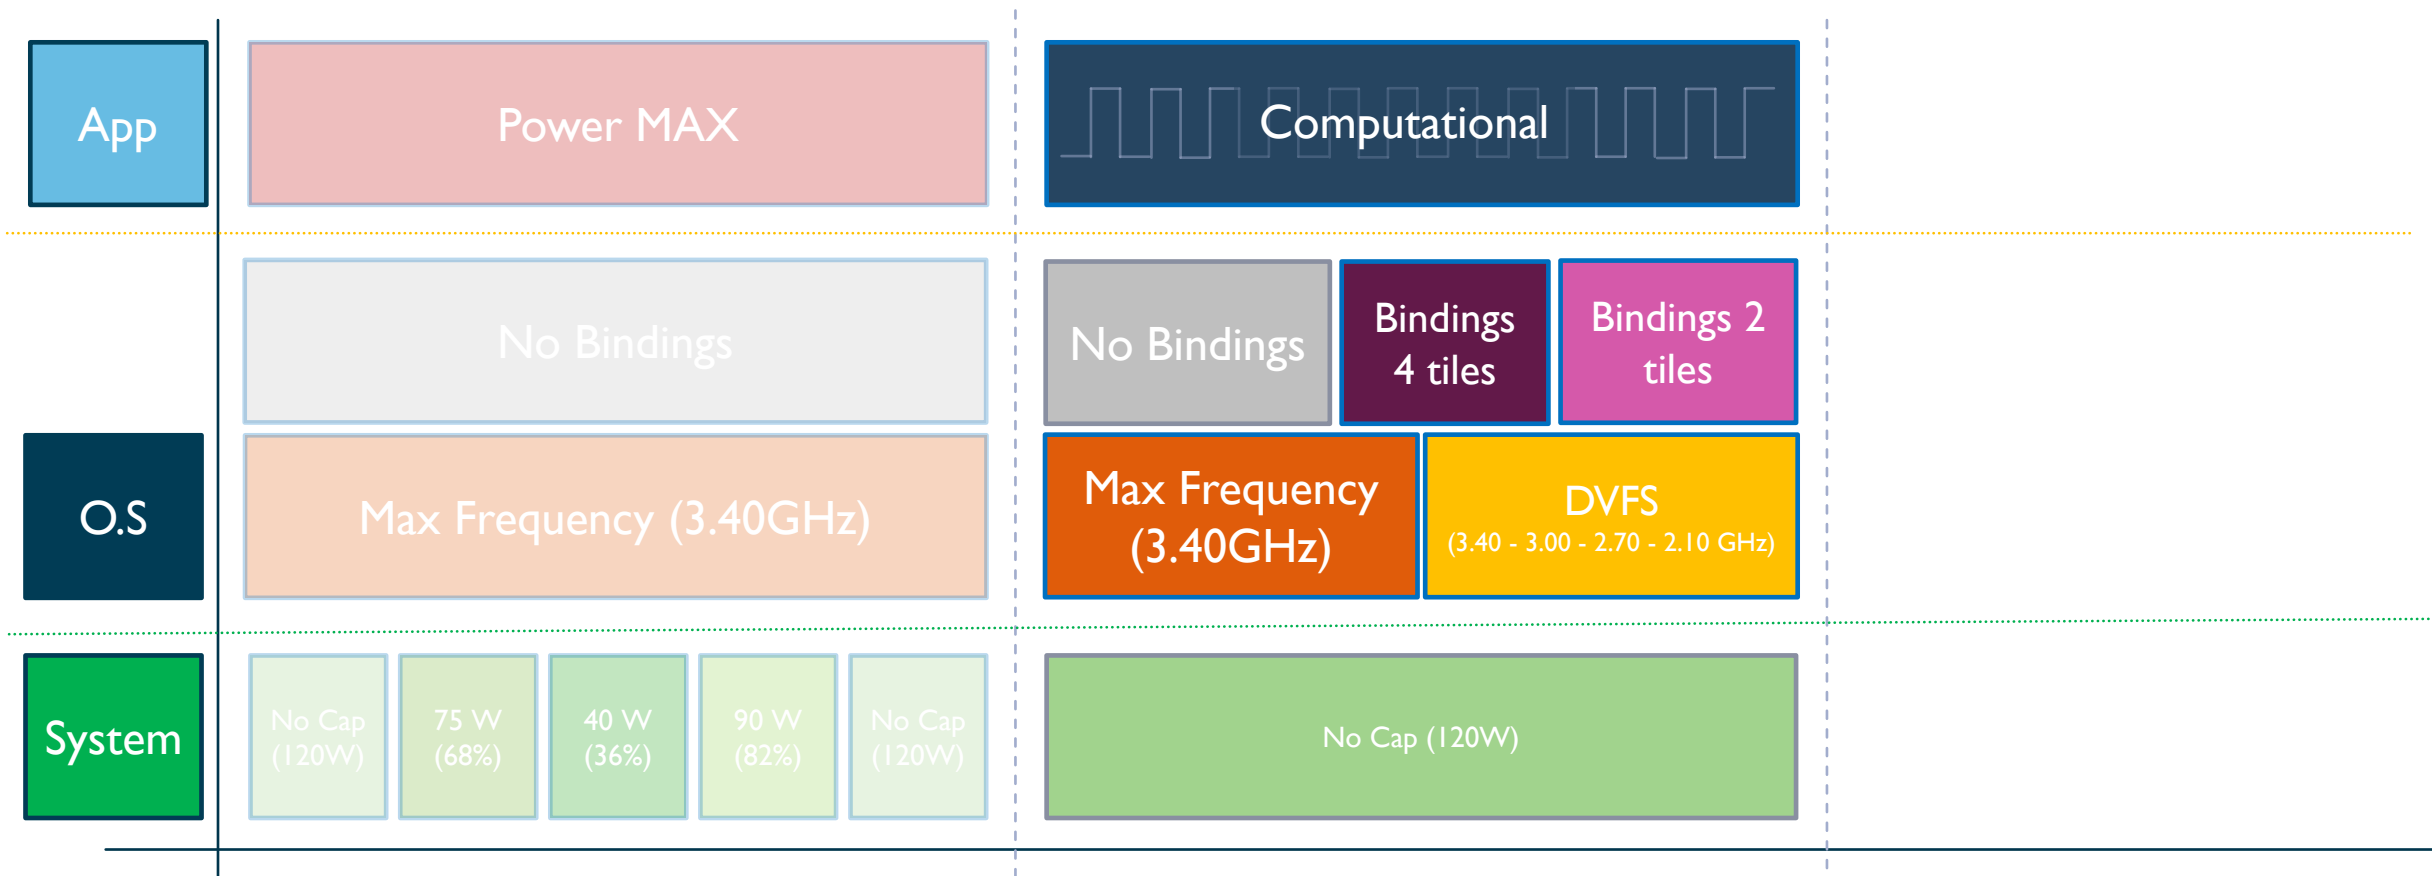 App
Power MAX
Computational
No Bindings
No Bindings
Bindings
4 tiles
Bindings 2
tiles
O.S
Max Frequency (3.40GHz)
Max Frequency
(3.40GHz)
DVFS
(3.40 - 3.00 - 2.70 - 2.10 GHz)
System
No Cap
(120W)
75 W
(68%)
40 W
(36%)
90 W
(82%)
No Cap
(120W)
No Cap (120W)